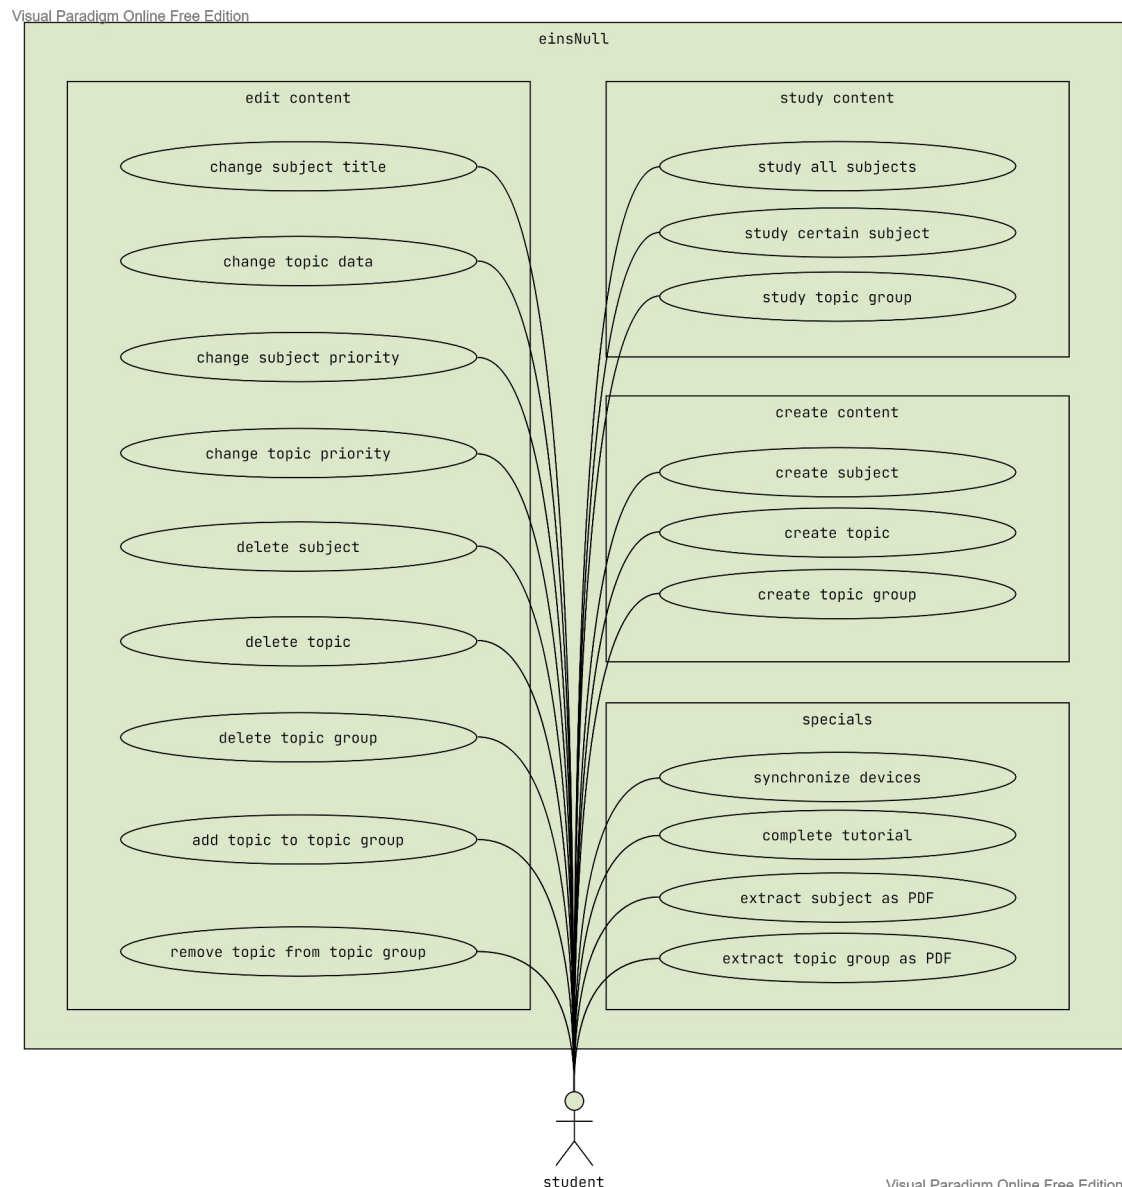 Visual Paradigm Online Free Edition
einsNull
edit content
change subject title
change topic data
change subject priority
change topic priority
delete subject
delete topic
delete topic group
add topic to topic group
remove topic from topic group
study content
study all subjects
study certain subject
study topic group
create content
create subject
create topic
create topic group
specials
synchronize devices
complete tutorial
extract subject as PDF
extract topic group as PDF
student
Visual Paradigm Online Free Edition